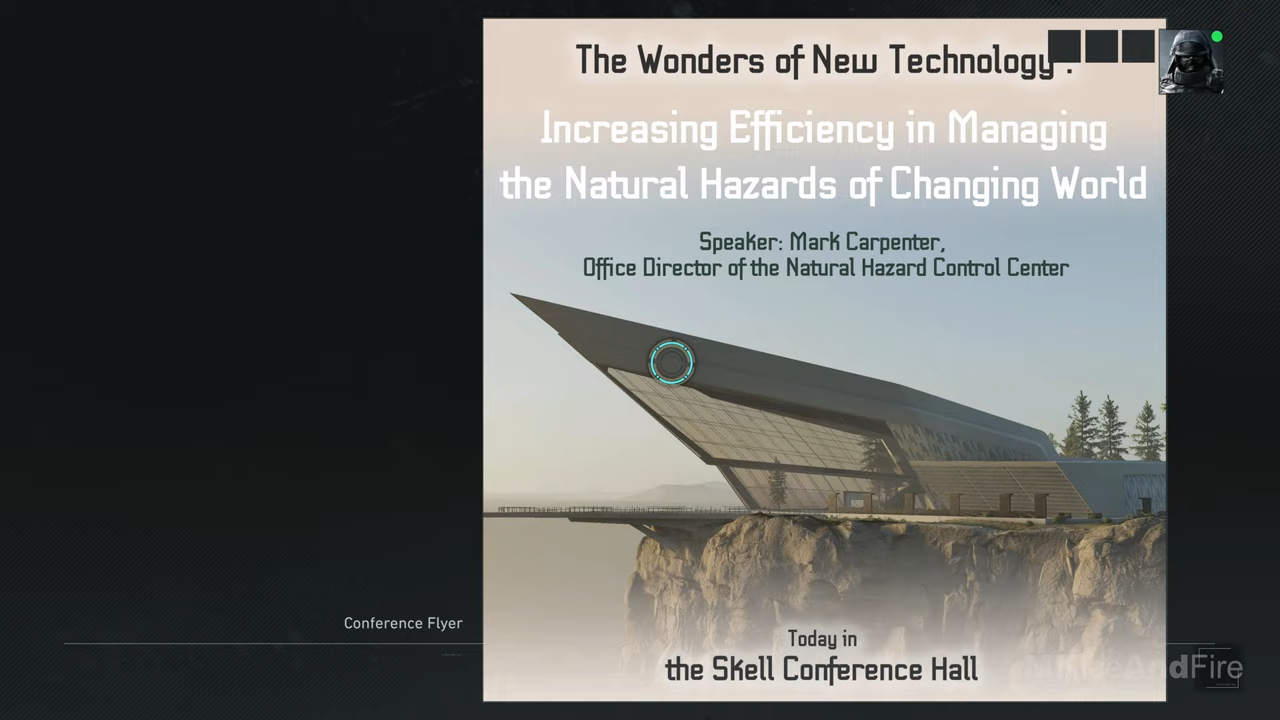 The Wonders of New Technology :
Increasing Efficiency in Managing
the Natural Hazards of Changing World
Speaker: Mark Carpenter,
Office Director of the Natural Hazard Control Center
Conference Flyer
Today in
the Skell Conference Hall
AndFire